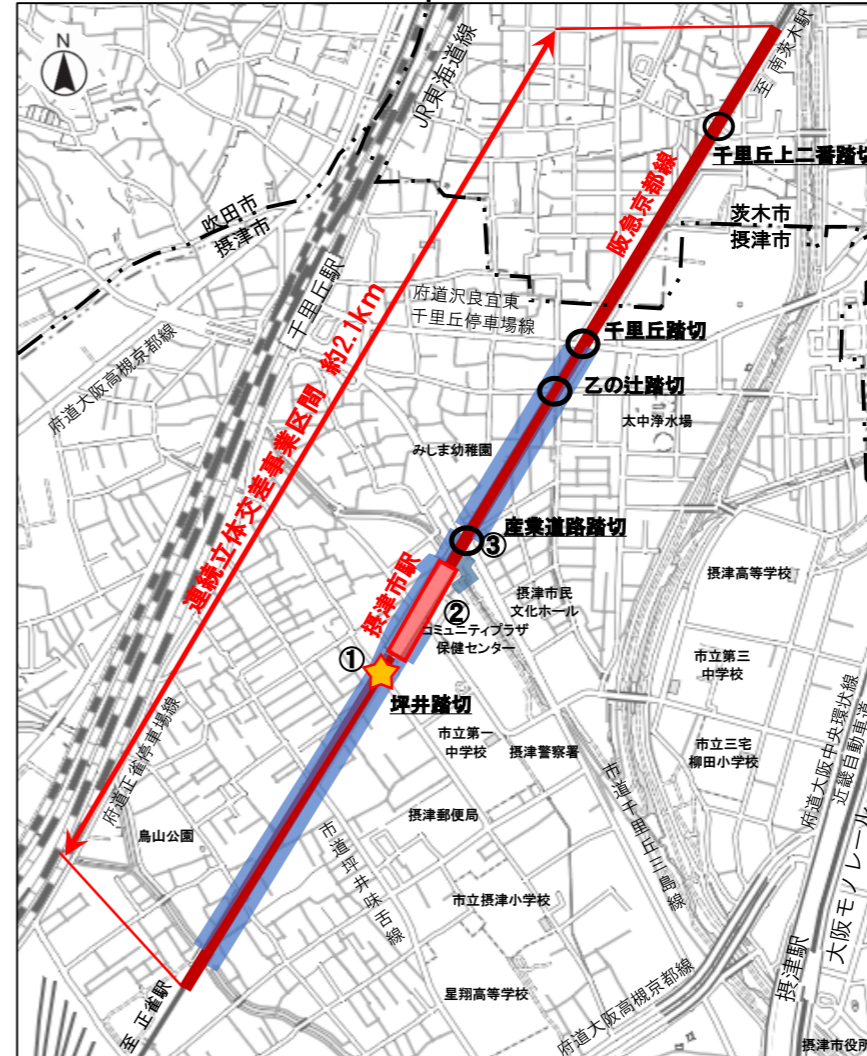 N
JR東海道線
至 南茨木駅
千里丘上二番踏切
阪急京都線
茨木市
摂津市
吹田市
摂津市
千里丘駅
府道沢良宜東
千里丘停車場線
府道大阪高槻京都線
連続立体交差事業区間 約2.1km
千里丘踏切
乙の辻踏切
太中浄水場
みしま幼稚園
産業道路踏切
③
摂津市駅
②
摂津高等学校
摂津市民
文化ホール
コミュニティプラザ
保健センター
①
坪井踏切
市立第三
中学校
市立第一
中学校
摂津警察署
市立三宅
柳田小学校
府道大阪中央環状線
近畿自動車道
府道正雀停車場線
鳥山公園
摂津郵便局
市道坪井味舌線
市道千里丘三島線
市立摂津小学校
大阪モノレール
摂津駅
星翔高等学校
府道大阪高槻京都線
至 正雀駅
摂津市役所